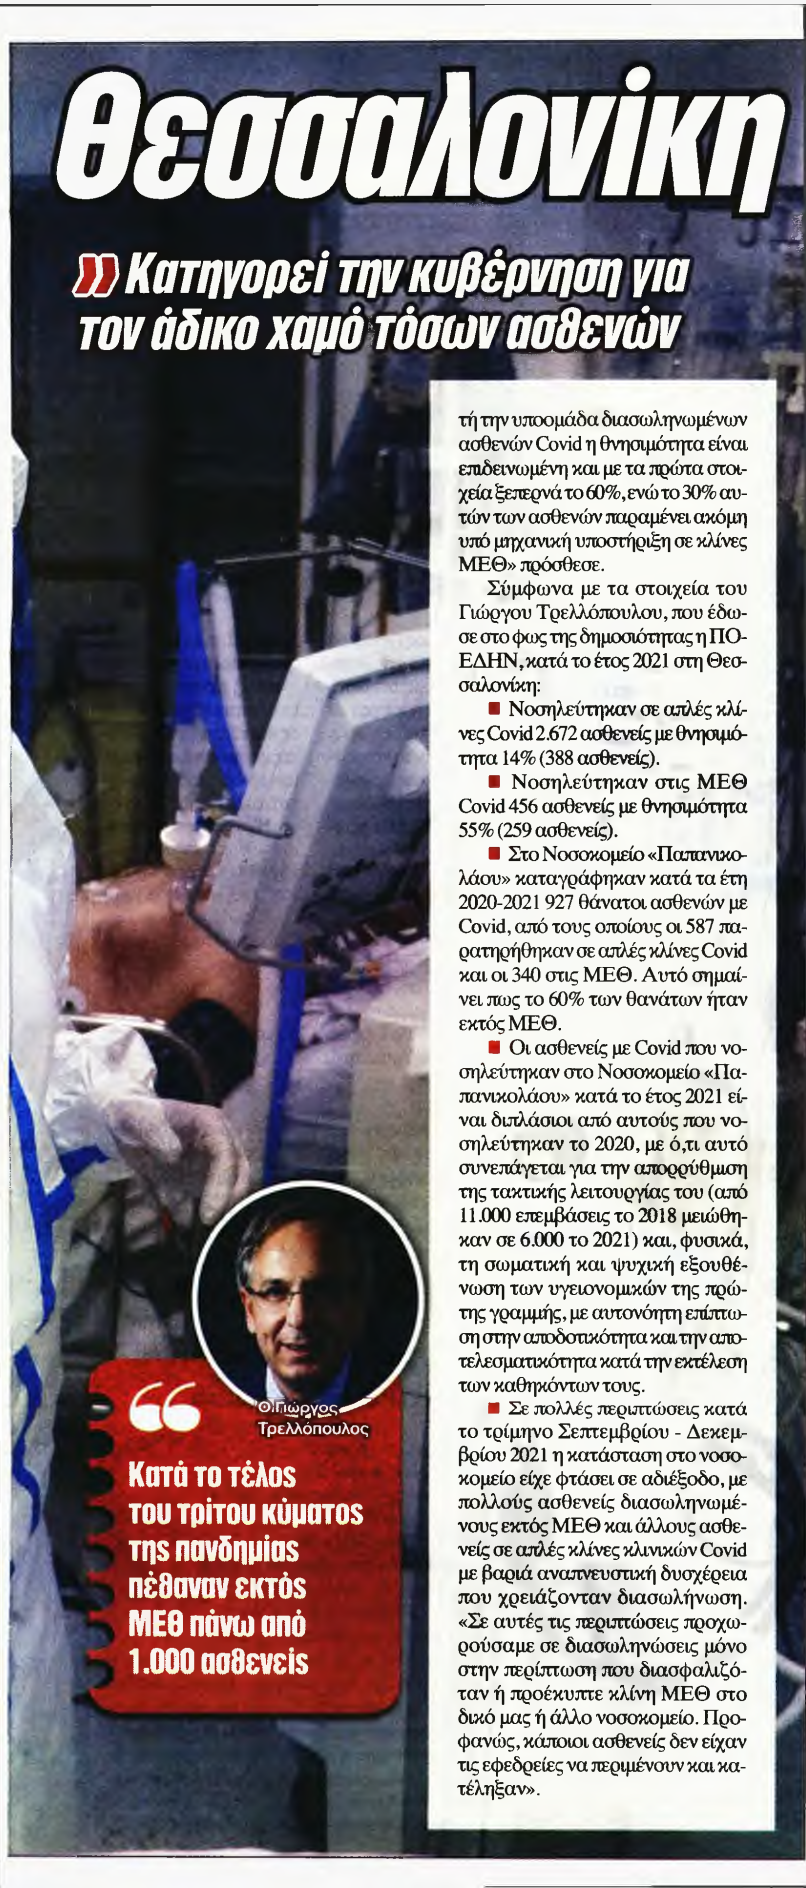 Θεσσαλονίκη
Κατηγορεί την κυβέρνηση για
τον άδικο χαμό τόσων ασθενών
τή την υποομάδα διασωληνωμένων
ασθενών Covid η θνησιμότητα είναι
επιδεινωμένη και με τα πρώτα στοι-
χεία ξεπερνά το 60%, ενώ το 30% αυ-
τών των ασθενών παραμένει ακόμη
υπό μηχανική υποστήριξη σε κλίνες
ΜΕΘ» πρόσθεσε.
Σύμφωνα με τα στοιχεία του
Γιώργου Τρελλόπουλου, που έδω-
σε στο φως της δημοσιότητας η ΠΟ-
ΕΔΗΝ, κατά το έτος 2021 στη Θεσ-
σαλονίκη:
■ Νοσηλεύτηκαν σε απλές κλί-
νες Covid 2.672 ασθενείς με θνησιμό-
τητα 14% (388 ασθενείς).
■ Νοσηλεύτηκαν στις ΜΕΘ
Covid 456 ασθενείς με θνησιμότητα
55% (259 ασθενείς).
■ Στο Νοσοκομείο «Παπανικο-
λάου» καταγράφηκαν κατά τα έτη
2020-2021 927 θάνατοι ασθενών με
Covid, από τους οποίους οι 587 πα-
ρατηρήθηκαν σε απλές κλίνες Covid
και οι 340 στις ΜΕΘ. Αυτό σημαί-
νει πως το 60% των θανάτων ήταν
εκτός ΜΕΘ.
■ Οι ασθενείς με Covid που νο-
σηλεύτηκαν στο Νοσοκομείο «Πα-
πανικολάου» κατά το έτος 2021 εί-
ναι διπλάσιοι από αυτούς που νο-
σηλεύτηκαν το 2020, με ό,τι αυτό
συνεπάγεται για την απορρύθμιση
της τακτικής λειτουργίας του (από
11.000 επεμβάσεις το 2018 μειώθη-
καν σε 6.000 το 2021) και, φυσικά,
τη σωματική και ψυχική εξουθέ-
νωση των υγειονομικών της πρώ-
της γραμμής, με αυτονόητη επίπτω-
ση στην αποδοτικότητα και την απο-
τελεσματικότητα κατά την εκτέλεση
των καθηκόντων τους.
■ Σε πολλές περιπτώσεις κατά
το τρίμηνο Σεπτεμβρίου - Δεκεμ-
βρίου 2021 η κατάσταση στο νοσο-
κομείο είχε φτάσει σε αδιέξοδο, με
πολλούς ασθενείς διασωληνωμέ-
νους εκτός ΜΕΘ και άλλους ασθε-
νείς σε απλές κλίνες κλινικών Covid
με βαριά αναπνευστική δυσχέρεια
που χρειάζονταν διασωλήνωση.
«Σε αυτές τις περιπτώσεις προχω-
ρούσαμε σε διασωληνώσεις μόνο
στην περίπτωση που διασφαλιζό-
ταν ή προέκυπτε κλίνη ΜΕΘ στο
δικό μας ή άλλο νοσοκομείο. Προ-
φανώς, κάποιοι ασθενείς δεν είχαν
τις εφεδρείες να περιμένουν και κα-
τέληξαν».
Ο Γιώργος
Τρελλόπουλος
Κατά το τέλος
του τρίτου κύματος
της πανδημίας
πέθαναν εκτός
ΜΕΘ πάνω από
1.000 ασθενείς